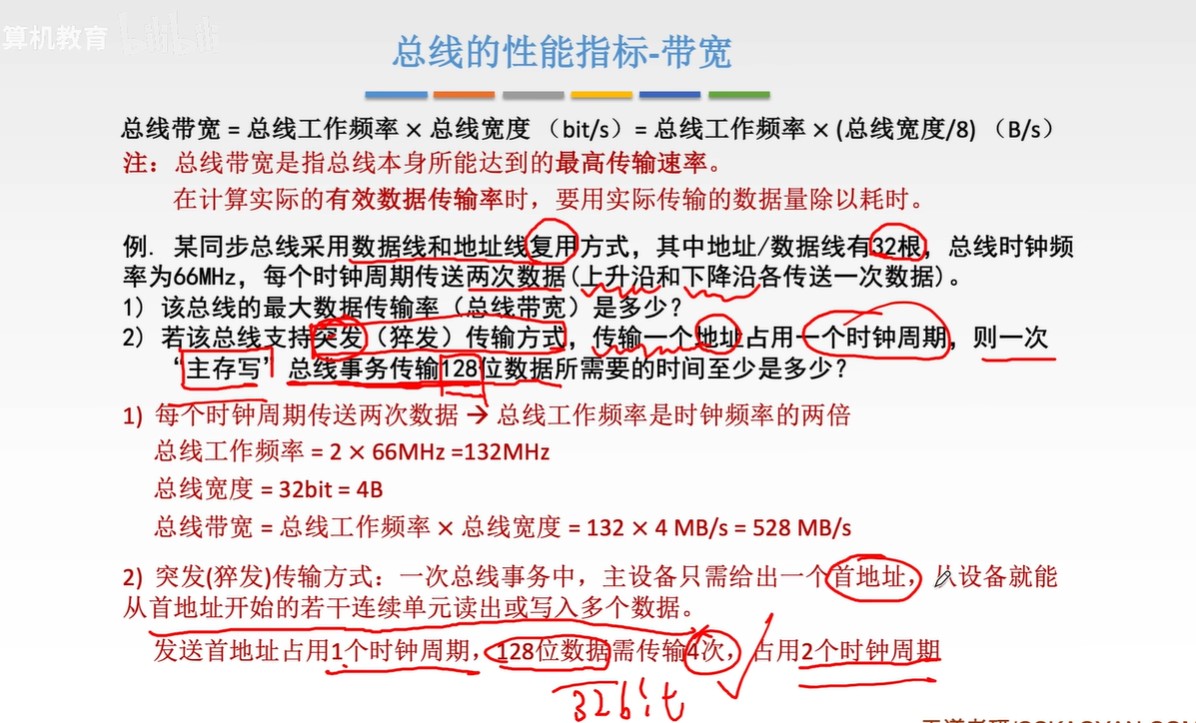 算机教育 bilibili
总线的性能指标-带宽
总线带宽 = 总线工作频率 × 总线宽度 （bit/s）= 总线工作频率 × (总线宽度/8) （B/s）
注：总线带宽是指总线本身所能达到的最高传输速率。
在计算实际的有效数据传输率时，要用实际传输的数据量除以耗时。
例. 某同步总线采用数据线和地址线复用方式，其中地址/数据线有32根，总线时钟频
率为66MHz，每个时钟周期传送两次数据(上升沿和下降沿各传送一次数据)。
1) 该总线的最大数据传输率（总线带宽）是多少？
2) 若该总线支持突发（猝发）传输方式，传输一个地址占用一个时钟周期，则一次
“主存写”总线事务传输128位数据所需要的时间至少是多少？
1) 每个时钟周期传送两次数据 → 总线工作频率是时钟频率的两倍
总线工作频率 = 2 × 66MHz =132MHz
总线宽度 = 32bit = 4B
总线带宽 = 总线工作频率 × 总线宽度 = 132 × 4 MB/s = 528 MB/s
2) 突发(猝发)传输方式：一次总线事务中，主设备只需给出一个首地址，从设备就能
从首地址开始的若干连续单元读出或写入多个数据。
发送首地址占用1个时钟周期，128位数据需传输4次，占用2个时钟周期
32bit